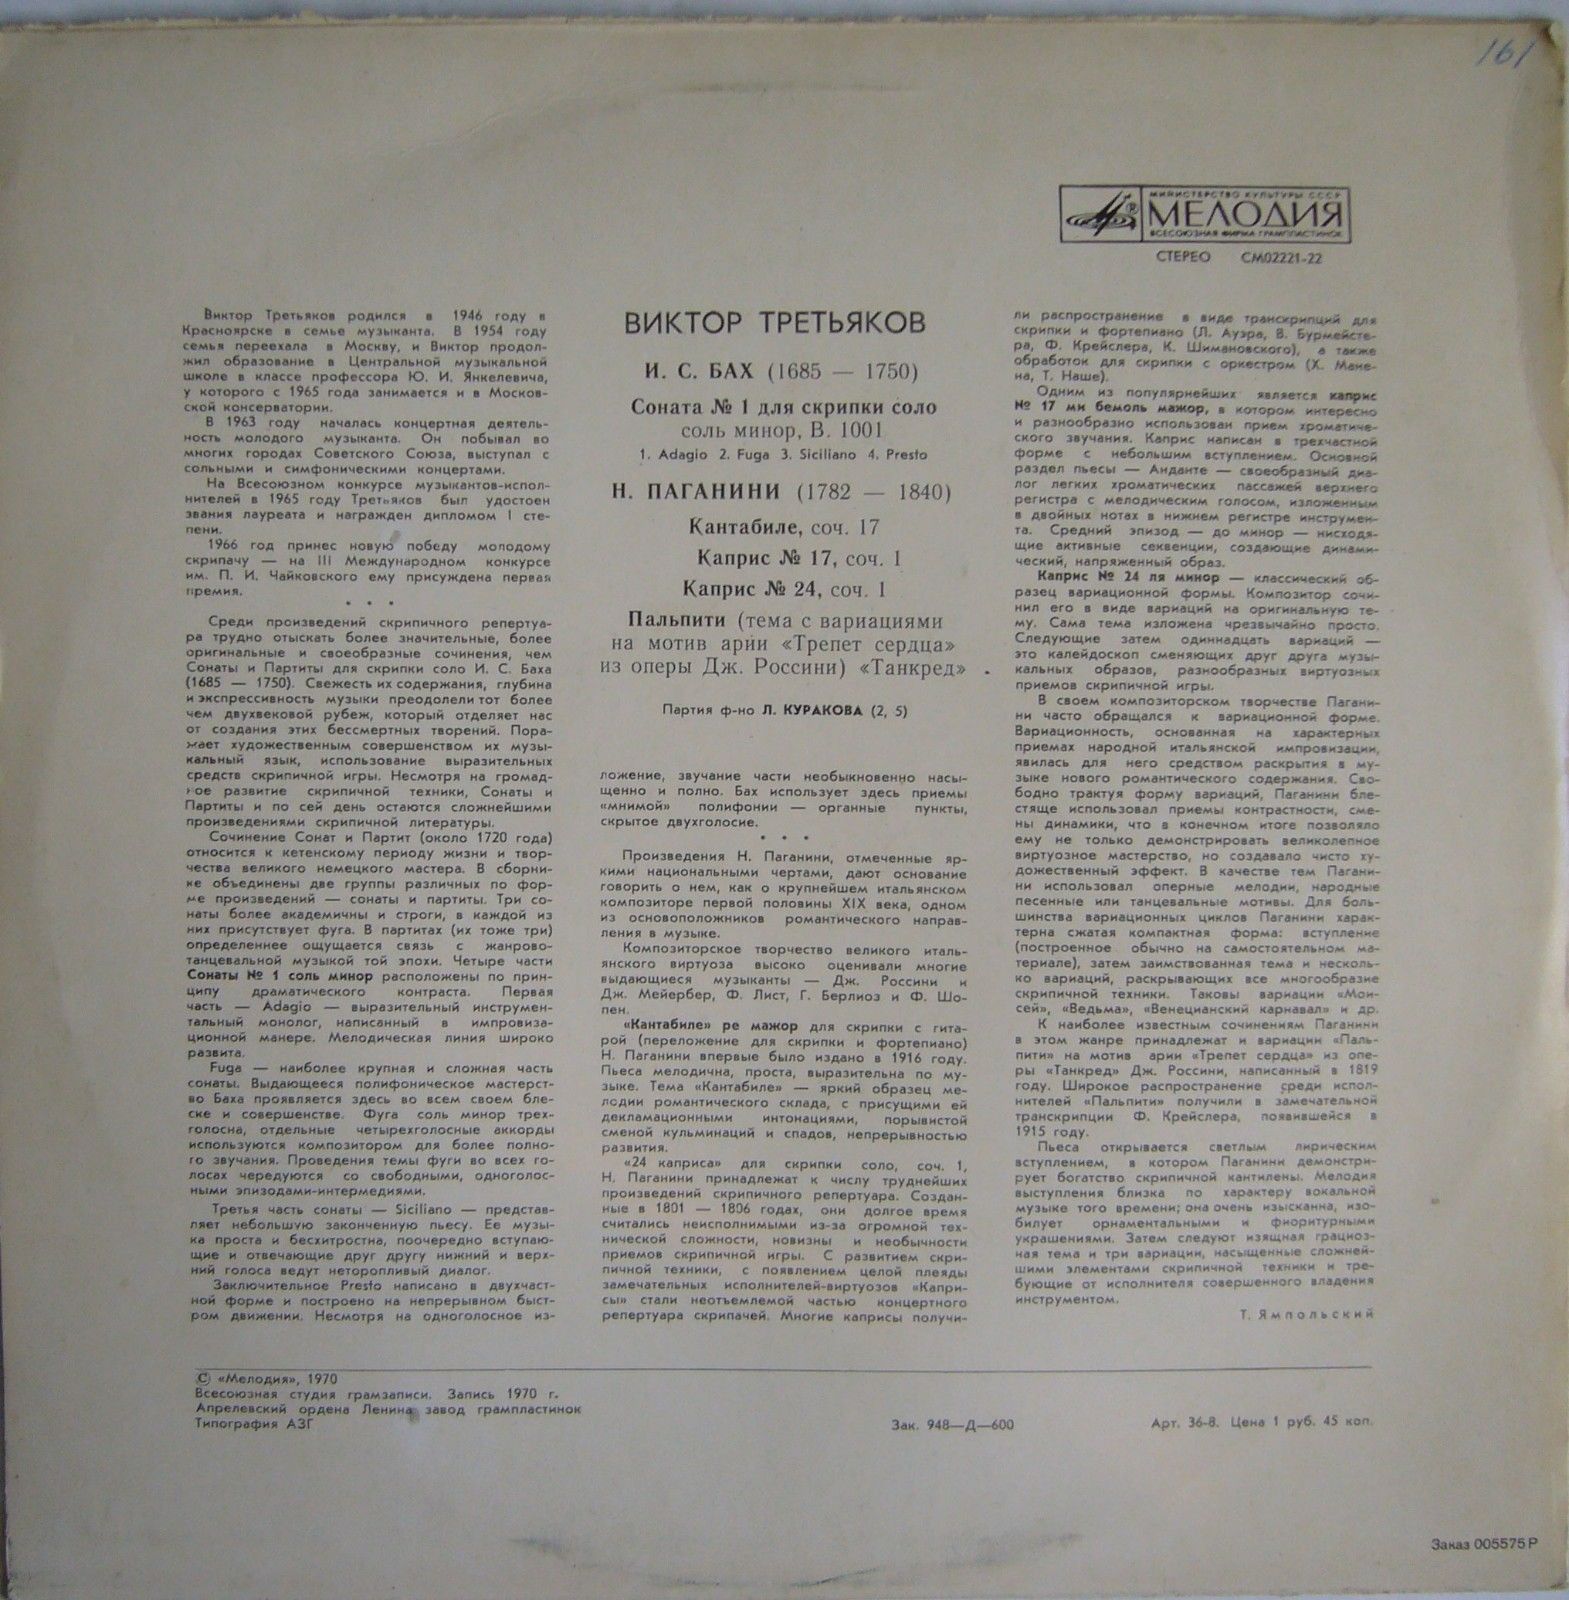 161
МИНИСТЕРСТВО КУЛЬТУРЫ СССР
МЕЛОДИЯ
ВСЕСОЮЗНАЯ ФИРМА ГРАМПЛАСТИНОК
СТЕРЕО СМ02221-22
Виктор Третьяков родился в 1946 году в
Красноярске в семье музыканта. В 1954 году
семья переехала в Москву, и Виктор продол-
жил образование в Центральной музыкальной
школе в классе профессора Ю. И. Янкелевича,
у которого с 1965 года занимается и в Москов-
ской консерватории.
В 1963 году началась концертная деятель-
ность молодого музыканта. Он побывал во
многих городах Советского Союза, выступал с
сольными и симфоническими концертами.
На Всесоюзном конкурсе музыкантов-испол-
нителей в 1965 году Третьяков был удостоен
звания лауреата и награжден дипломом I сте-
пени.
1966 год принес новую победу молодому
скрипачу — на III Международном конкурсе
им. П. И. Чайковского ему присуждена первая
премия.
* * *
Среди произведений скрипичного репертуа-
ра трудно отыскать более значительные, более
оригинальные и своеобразные сочинения, чем
Сонаты и Партиты для скрипки соло И. С. Баха
(1685 — 1750). Свежесть их содержания, глубина
и экспрессивность музыки преодолели тот более
чем двухвековой рубеж, который отделяет нас
от создания этих бессмертных творений. Пора-
жает художественным совершенством их музы-
кальный язык, использование выразительных
средств скрипичной игры. Несмотря на громад-
ное развитие скрипичной техники, Сонаты и
Партиты и по сей день остаются сложнейшими
произведениями скрипичной литературы.
Сочинение Сонат и Партит (около 1720 года)
относится к кетенскому периоду жизни и твор-
чества великого немецкого мастера. В сборни-
ке объединены две группы различных по фор-
ме произведений — сонаты и партиты. Три со-
наты более академичны и строги, в каждой из
них присутствует фуга. В партитах (их тоже три)
определеннее ощущается связь с жанрово-
танцевальной музыкой той эпохи. Четыре части
Сонаты № 1 соль минор расположены по прин-
ципу драматического контраста. Первая
часть — Adagio — выразительный инструмен-
тальный монолог, написанный в импровиза-
ционной манере. Мелодическая линия широко
развита.
Fuga — наиболее крупная и сложная часть
сонаты. Выдающееся полифоническое мастерст-
во Баха проявляется здесь во всем своем бле-
ске и совершенстве. Фуга соль минор трех-
голосна, отдельные четырехголосные аккорды
используются композитором для более полно-
го звучания. Проведения темы фуги во всех го-
лосах чередуются со свободными, одноголос-
ными эпизодами-интермедиями.
Третья часть сонаты — Siciliano — представ-
ляет небольшую законченную пьесу. Ее музы-
ка проста и бесхитростна, поочередно вступаю-
щие и отвечающие друг другу нижний и верх-
ний голоса ведут неторопливый диалог.
Заключительное Presto написано в двухчаст-
ной форме и построено на непрерывном быст-
ром движении. Несмотря на одноголосное из-
ВИКТОР ТРЕТЬЯКОВ
И. С. БАХ (1685 — 1750)
Соната № 1 для скрипки соло
соль минор, В. 1001
1. Adagio 2. Fuga 3. Siciliano 4. Presto
Н. ПАГАНИНИ (1782 — 1840)
Кантабиле, соч. 17
Каприс № 17, соч. 1
Каприс № 24, соч. 1
Пальпити (тема с вариациями
на мотив арии «Трепет сердца»
из оперы Дж. Россини) «Танкред»
Партия ф-но Л. КУРАКОВА (2, 5)
ложение, звучание части необыкновенно насы-
щенно и полно. Бах использует здесь приемы
«мнимой» полифонии — органные пункты,
скрытое двухголосие.
* * *
Произведения Н. Паганини, отмеченные яр-
кими национальными чертами, дают основание
говорить о нем, как о крупнейшем итальянском
композиторе первой половины XIX века, одном
из основоположников романтического направ-
ления в музыке.
Композиторское творчество великого италь-
янского виртуоза высоко оценивали многие
выдающиеся музыканты — Дж. Россини и
Дж. Мейербер, Ф. Лист, Г. Берлиоз и Ф. Шо-
пен.
«Кантабиле» ре мажор для скрипки с гита-
рой (переложение для скрипки и фортепиано)
Н. Паганини впервые было издано в 1916 году.
Пьеса мелодична, проста, выразительна по му-
зыке. Тема «Кантабиле» — яркий образец ме-
лодии романтического склада, с присущими ей
декламационными интонациями, порывистой
сменой кульминаций и спадов, непрерывностью
развития.
«24 каприса» для скрипки соло, соч. 1,
Н. Паганини принадлежат к числу труднейших
произведений скрипичного репертуара. Создан-
ные в 1801 — 1806 годах, они долгое время
считались неисполнимыми из-за огромной тех-
нической сложности, новизны и необычности
приемов скрипичной игры. С развитием скри-
пичной техники, с появлением целой плеяды
замечательных исполнителей-виртуозов «Капри-
сы» стали неотъемлемой частью концертного
репертуара скрипачей. Многие каприсы получи-
ли распространение в виде транскрипций для
скрипки и фортепиано (Л. Ауэра, В. Бурмейсте-
ра, Ф. Крейслера, К. Шимановского), а также
обработок для скрипки с оркестром (Х. Мане-
на, Т. Наше).
Одним из популярнейших является каприс
№ 17 ми бемоль мажор, в котором интересно
и разнообразно использован прием хроматиче-
ского звучания. Каприс написан в трехчастной
форме с небольшим вступлением. Основной
раздел пьесы — Анданте — своеобразный диа-
лог легких хроматических пассажей верхнего
регистра с мелодическим голосом, изложенным
в двойных нотах в нижнем регистре инструмен-
та. Средний эпизод — до минор — нисходя-
щие активные секвенции, создающие динами-
ческий, напряженный образ.
Каприс № 24 ля минор — классический об-
разец вариационной формы. Композитор сочи-
нил его в виде вариаций на оригинальную те-
му. Сама тема изложена чрезвычайно просто.
Следующие затем одиннадцать вариаций —
это калейдоскоп сменяющих друг друга музы-
кальных образов, разнообразных виртуозных
приемов скрипичной игры.
В своем композиторском творчестве Пагани-
ни часто обращался к вариационной форме.
Вариационность, основанная на характерных
приемах народной итальянской импровизации,
явилась для него средством раскрытия в му-
зыке нового романтического содержания. Сво-
бодно трактуя форму вариаций, Паганини бле-
стяще использовал приемы контрастности, сме-
ны динамики, что в конечном итоге позволяло
ему не только демонстрировать великолепное
виртуозное мастерство, но создавало чисто ху-
дожественный эффект. В качестве тем Пагани-
ни использовал оперные мелодии, народные
песенные или танцевальные мотивы. Для боль-
шинства вариационных циклов Паганини харак-
терна сжатая компактная форма: вступление
(построенное обычно на самостоятельном ма-
териале), затем заимствованная тема и несколь-
ко вариаций, раскрывающих все многообразие
скрипичной техники. Таковы вариации «Мои-
сей», «Ведьма», «Венецианский карнавал» и др.
К наиболее известным сочинениям Паганини
в этом жанре принадлежат и вариации «Паль-
пити» на мотив арии «Трепет сердца» из опе-
ры «Танкред» Дж. Россини, написанный в 1819
году. Широкое распространение среди испол-
нителей «Пальпити» получили в замечательной
транскрипции Ф. Крейслера, появившейся в
1915 году.
Пьеса открывается светлым лирическим
вступлением, в котором Паганини демонстри-
рует богатство скрипичной кантилены. Мелодия
выступления близка по характеру вокальной
музыке того времени; она очень изысканна, изо-
билует орнаментальными и фиоритурными
украшениями. Затем следуют изящная грациоз-
ная тема и три вариации, насыщенные сложней-
шими элементами скрипичной техники и тре-
бующие от исполнителя совершенного владения
инструментом.
Т. Ямпольский
© «Мелодия», 1970
Всесоюзная студия грамзаписи. Запись 1970 г.
Апрелевский ордена Ленина завод грампластинок
Типография АЗГ
Зак. 948—Д—600
Арт. 36-8. Цена 1 руб. 45 коп.
Заказ 005575 Р